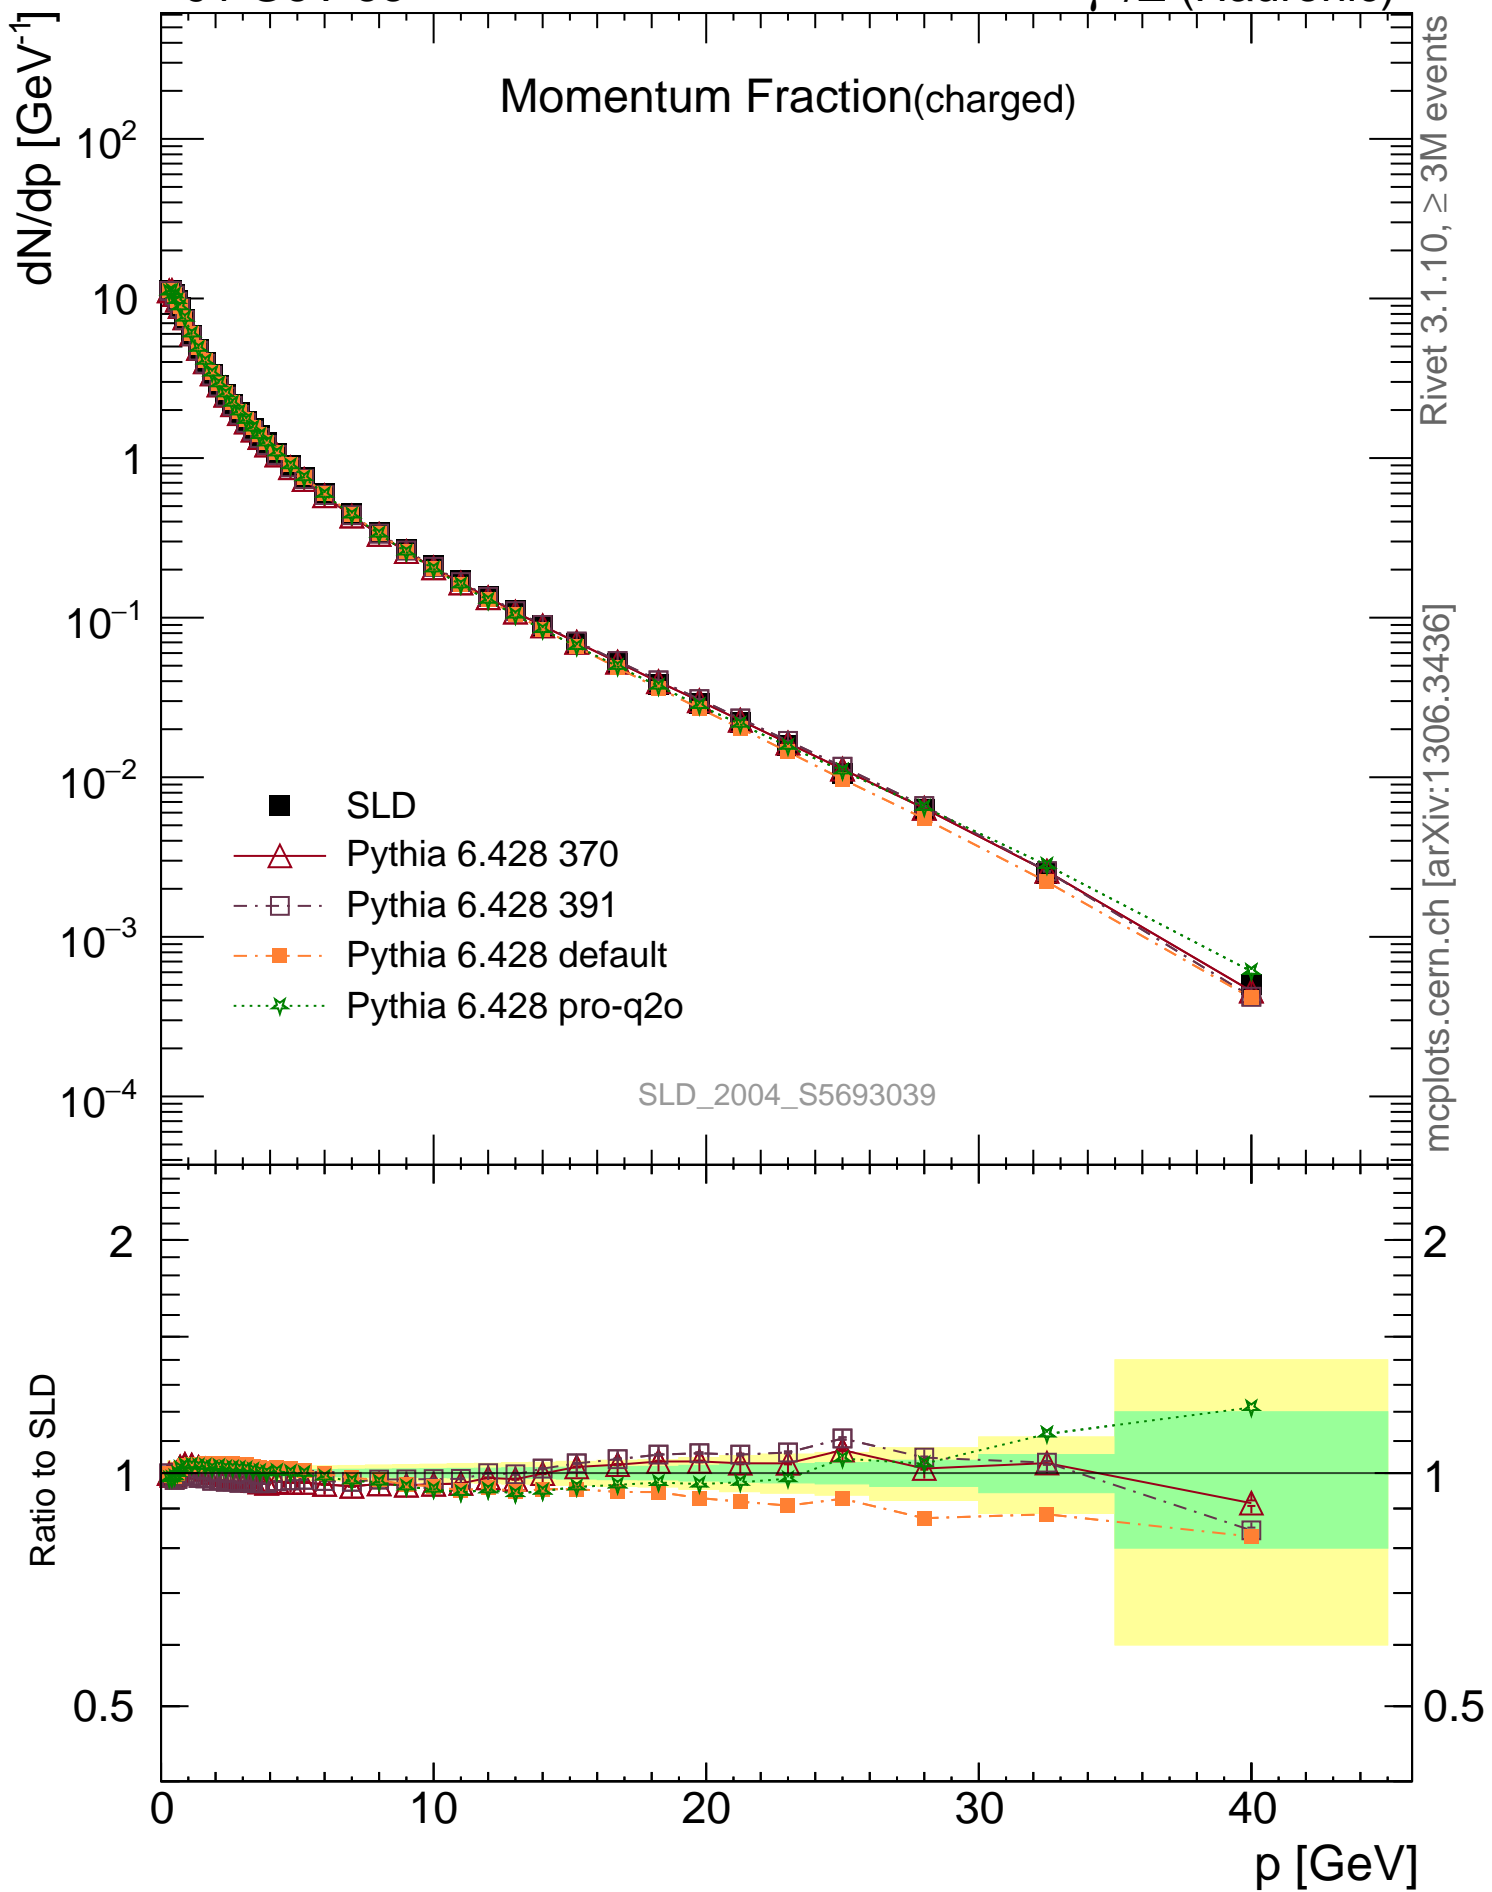 Momentum Fraction(charged)
dN/dp [GeV⁻¹]
10²
10
1
10⁻¹
10⁻²
10⁻³
10⁻⁴
SLD
Pythia 6.428 370
Pythia 6.428 391
Pythia 6.428 default
Pythia 6.428 pro-q2o
SLD_2004_S5693039
Rivet 3.1.10, ≥ 3M events
mcplots.cern.ch [arXiv:1306.3436]
Ratio to SLD
2
1
0.5
2
1
0.5
0
10
20
30
40
p [GeV]